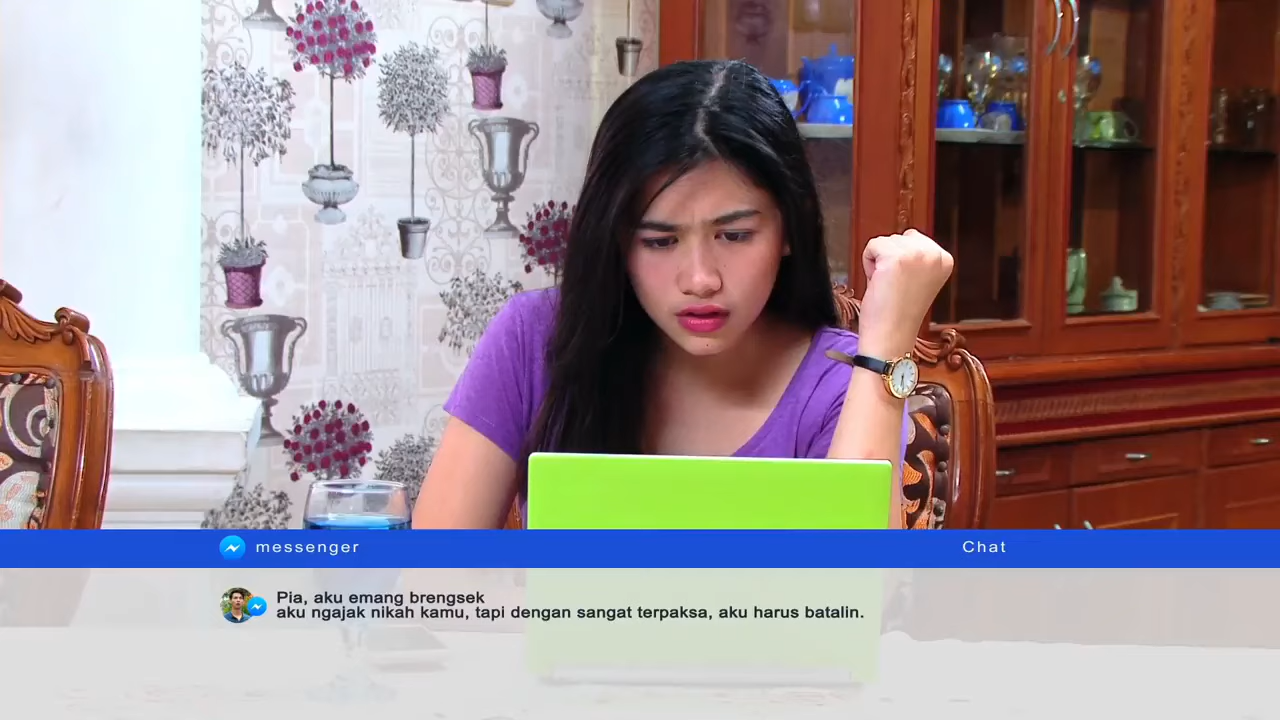 messenger
Chat
Pia, aku emang brengsek
aku ngajak nikah kamu, tapi dengan sangat terpaksa, aku harus batalin.